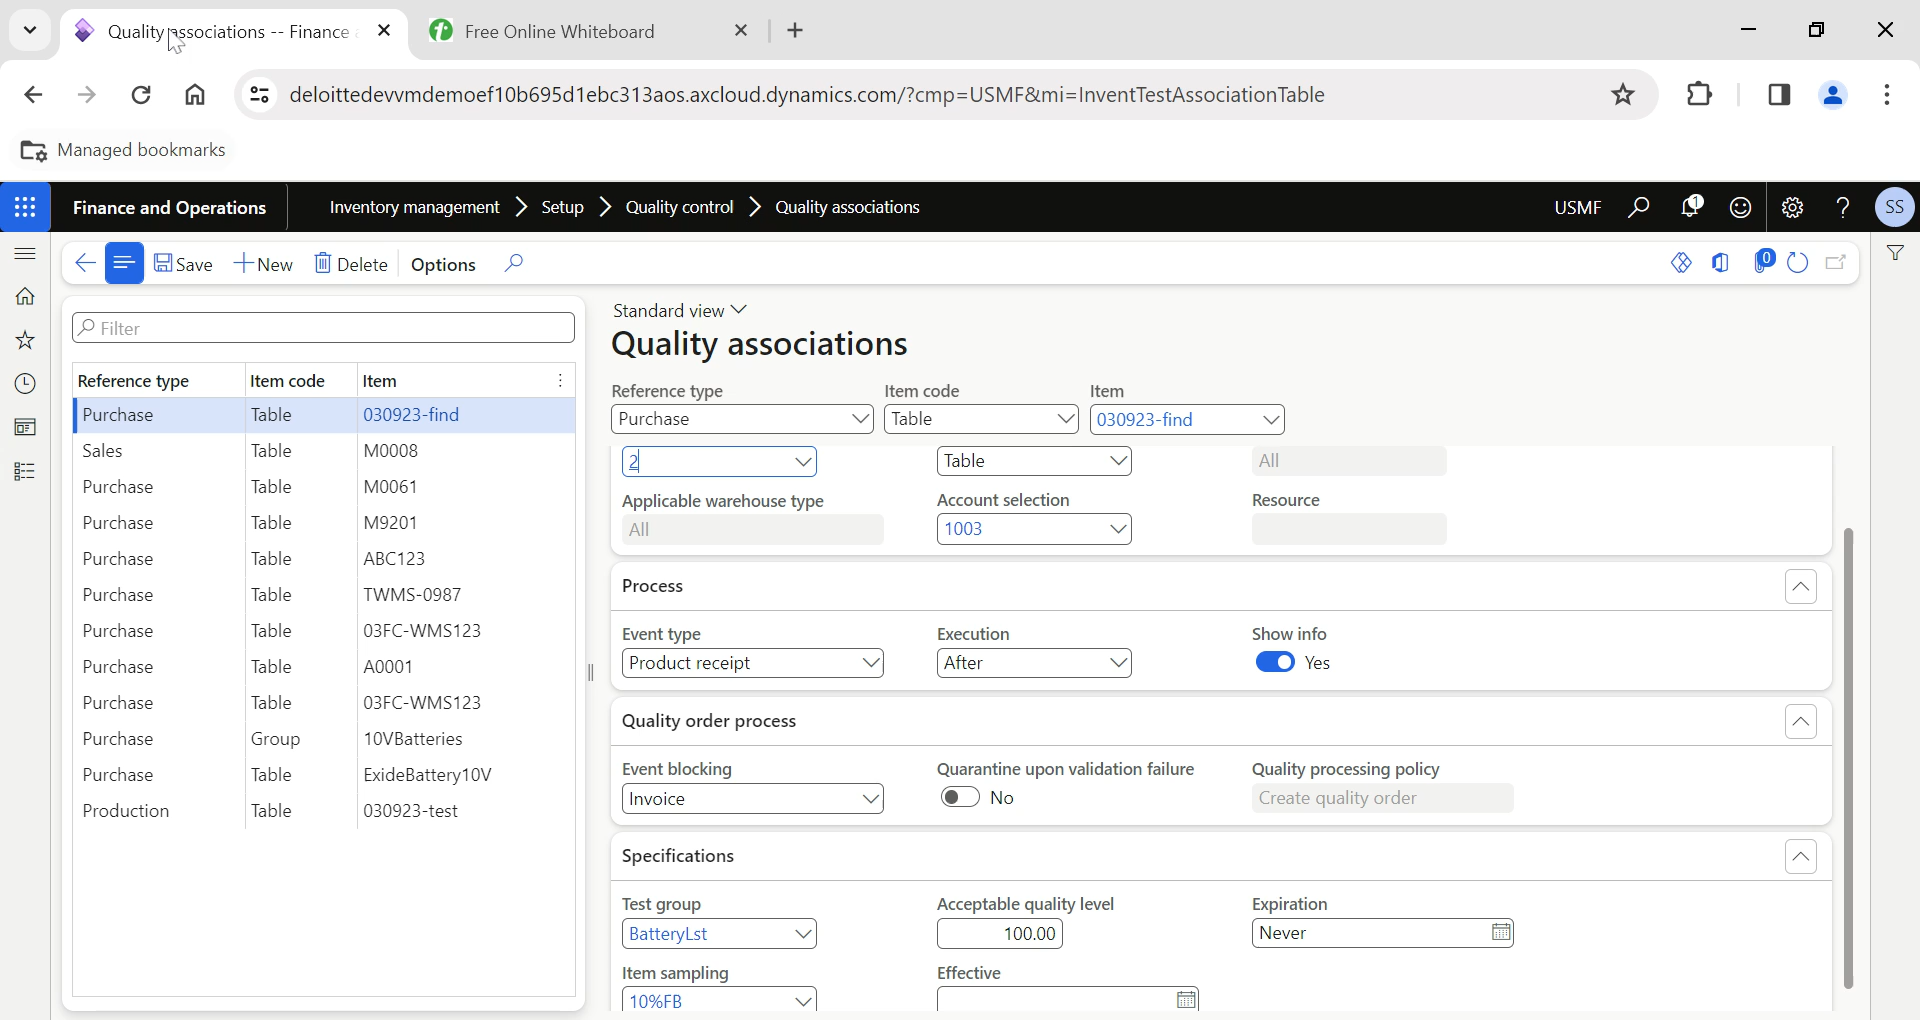 Quality associations -- Finance a
Free Online Whiteboard
deloittedevvmdemoef10b695d1ebc313aos.axcloud.dynamics.com/?cmp=USMF&mi=InventTestAssociationTable
Managed bookmarks
Finance and Operations
Inventory management
Setup
Quality control
Quality associations
USMF
1
?
SS
Save
New
Delete
Options
0
Filter
Reference type Item code Item
Purchase Table 030923-find
Sales Table M0008
Purchase Table M0061
Purchase Table M9201
Purchase Table ABC123
Purchase Table TWMS-0987
Purchase Table 03FC-WMS123
Purchase Table A0001
Purchase Table 03FC-WMS123
Purchase Group 10VBatteries
Purchase Table ExideBattery10V
Production Table 030923-test
Standard view
Quality associations
Reference type Item code Item
Purchase Table 030923-find
2 Table All
Applicable warehouse type Account selection Resource
All 1003
Process
Event type Execution Show info
Product receipt After Yes
Quality order process
Event blocking Quarantine upon validation failure Quality processing policy
Invoice No Create quality order
Specifications
Test group Acceptable quality level Expiration
BatteryLst 100.00 Never
Item sampling Effective
10%FB